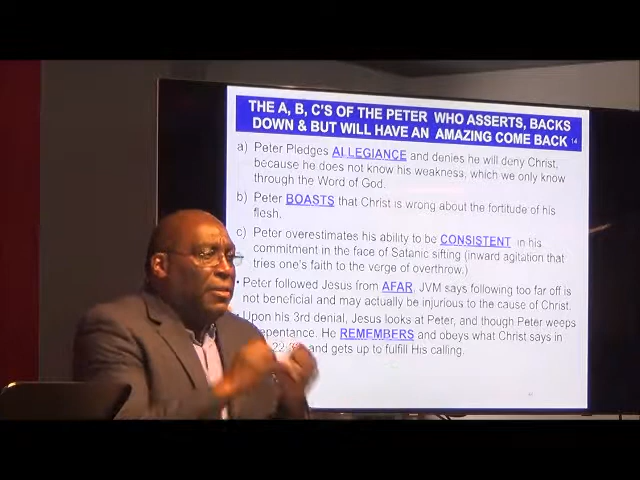 THE A, B, C'S OF THE PETER WHO ASSERTS, BACKS
DOWN & BUT WILL HAVE AN AMAZING COME BACK 14
a) Peter Pledges ALLEGIANCE and denies he will deny Christ,
because he does not know his weakness, which we only know
through the Word of God.
b) Peter BOASTS that Christ is wrong about the fortitude of his
flesh.
c) Peter overestimates his ability to be CONSISTENT in his
commitment in the face of Satanic sifting (inward agitation that
tries one's faith to the verge of overthrow.)
• Peter followed Jesus from AFAR. JVM says following too far off is
not beneficial and may actually be injurious to the cause of Christ.
Upon his 3rd denial, Jesus looks at Peter, and though Peter weeps
repentance. He REMEMBERS and obeys what Christ says in
and gets up to fulfill His calling.